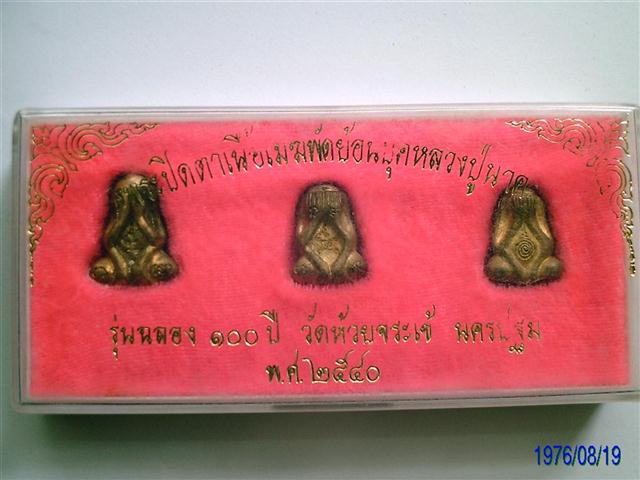 ปิดตาเนื้อเมฆพัดย้อนยุคหลวงปู่นาค
รุ่นฉลอง ๑๐๐ ปี วัดห้วยจระเข้ นครปฐม
พ.ศ.๒๕๔๐
1976/08/19